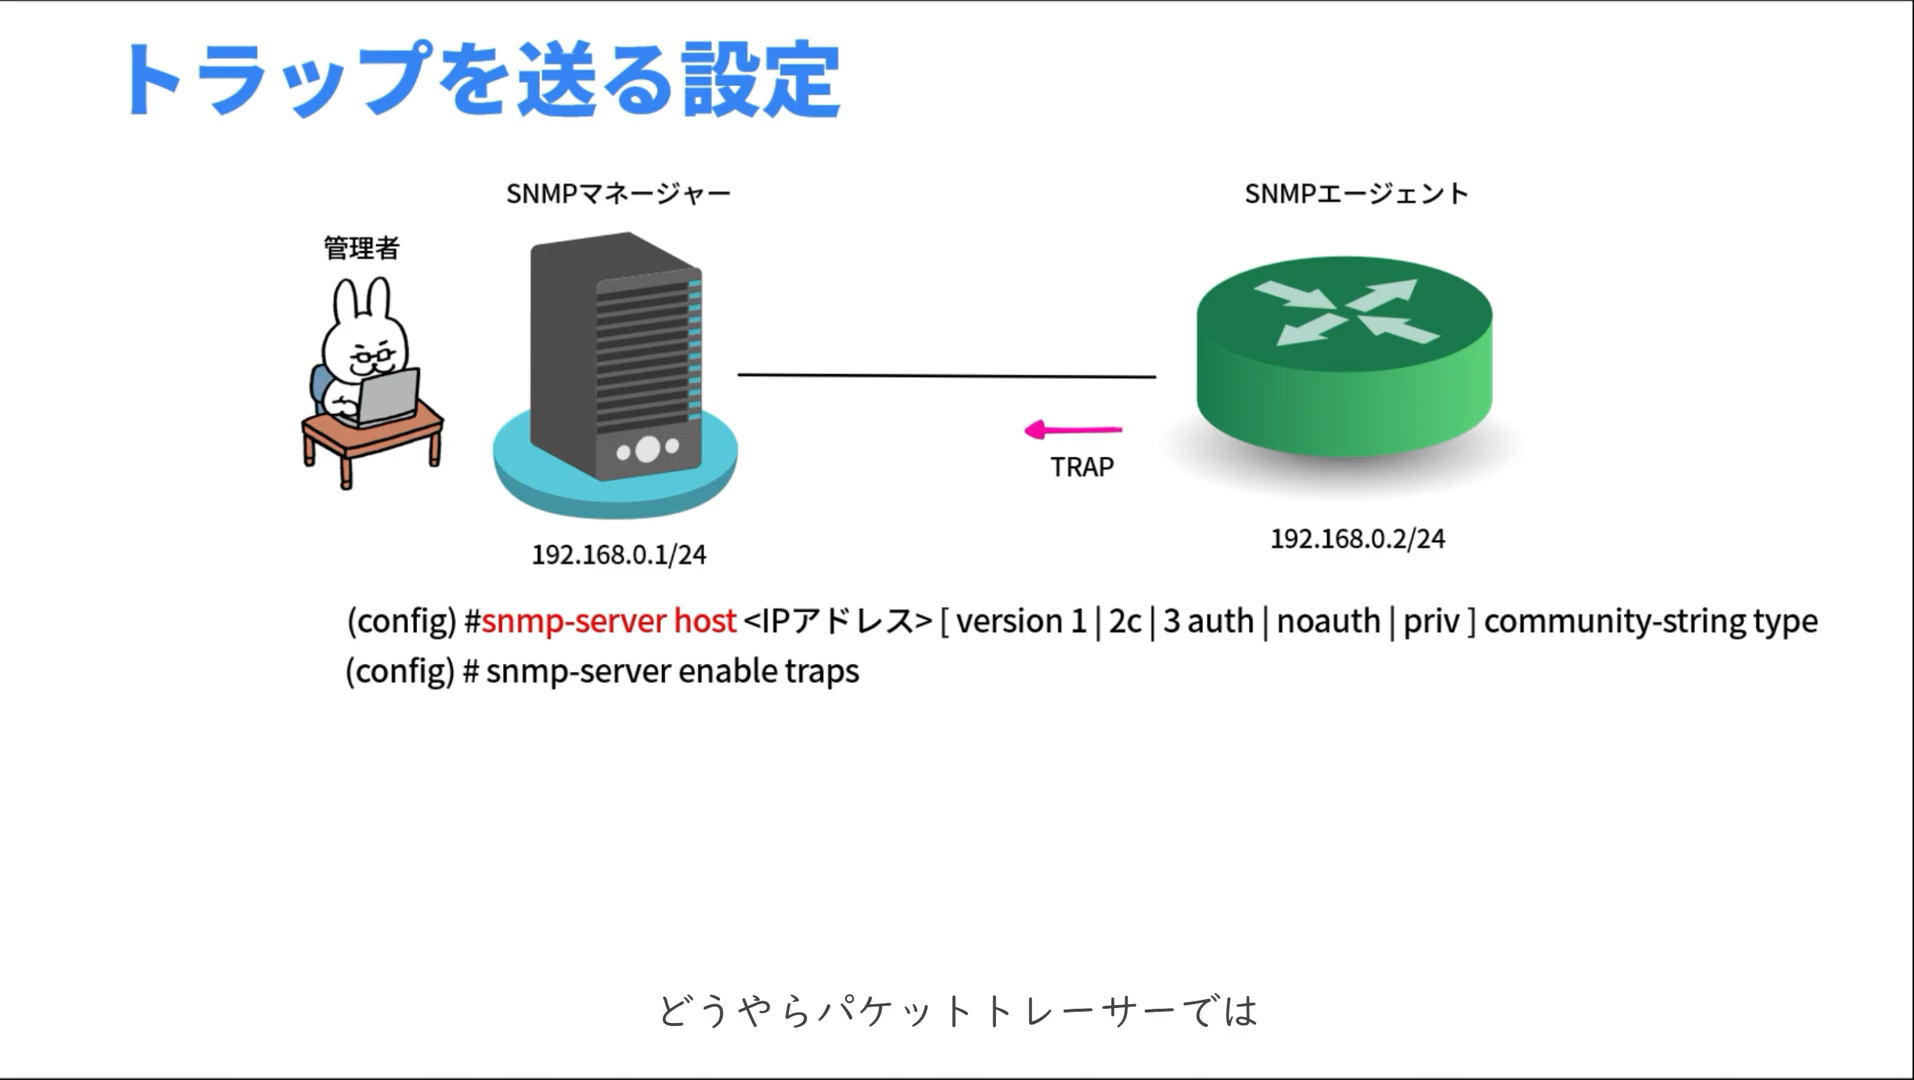 トラップを送る設定
SNMPマネージャー
SNMPエージェント
管理者
TRAP
192.168.0.1/24
192.168.0.2/24
(config) #snmp-server host <IPアドレス> [ version 1 | 2c | 3 auth | noauth | priv ] community-string type
(config) # snmp-server enable traps
どうやらパケットトレーサーでは